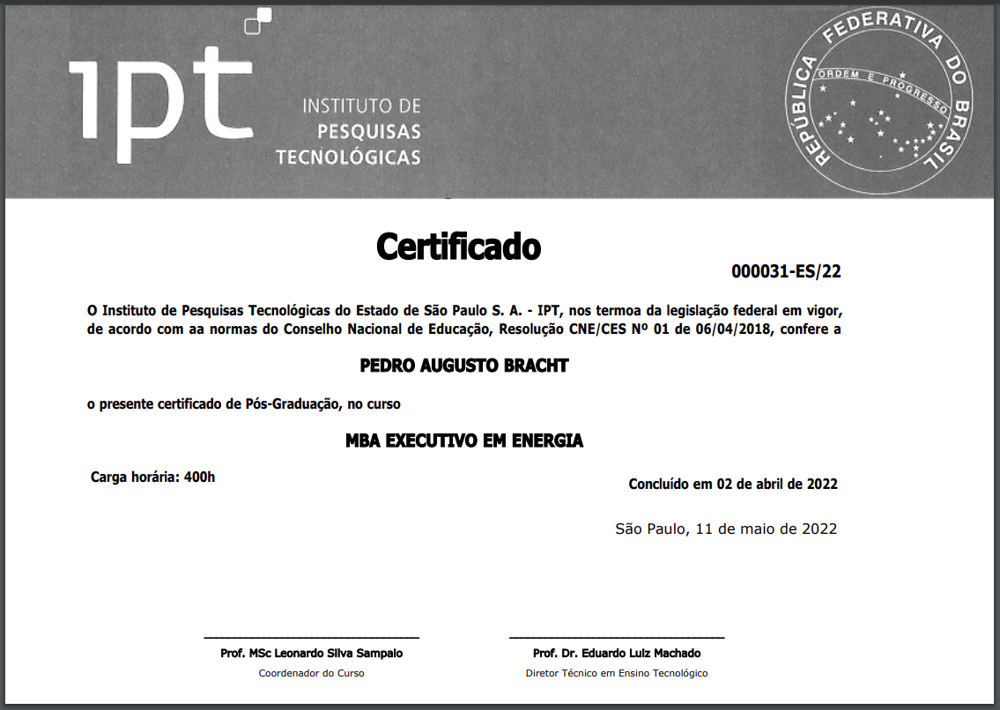 ipt
INSTITUTO DE
PESQUISAS
TECNOLÓGICAS
REPÚBLICA FEDERATIVA DO BRASIL
ORDEM E PROGRESSO
Certificado
000031-ES/22
O Instituto de Pesquisas Tecnológicas do Estado de São Paulo S. A. - IPT, nos termoa da legislação federal em vigor,
de acordo com aa normas do Conselho Nacional de Educação, Resolução CNE/CES Nº 01 de 06/04/2018, confere a
PEDRO AUGUSTO BRACHT
o presente certificado de Pós-Graduação, no curso
MBA EXECUTIVO EM ENERGIA
Carga horária: 400h
Concluído em 02 de abril de 2022
São Paulo, 11 de maio de 2022
Prof. MSc Leonardo Silva Sampaio
Coordenador do Curso
Prof. Dr. Eduardo Luiz Machado
Diretor Técnico em Ensino Tecnológico